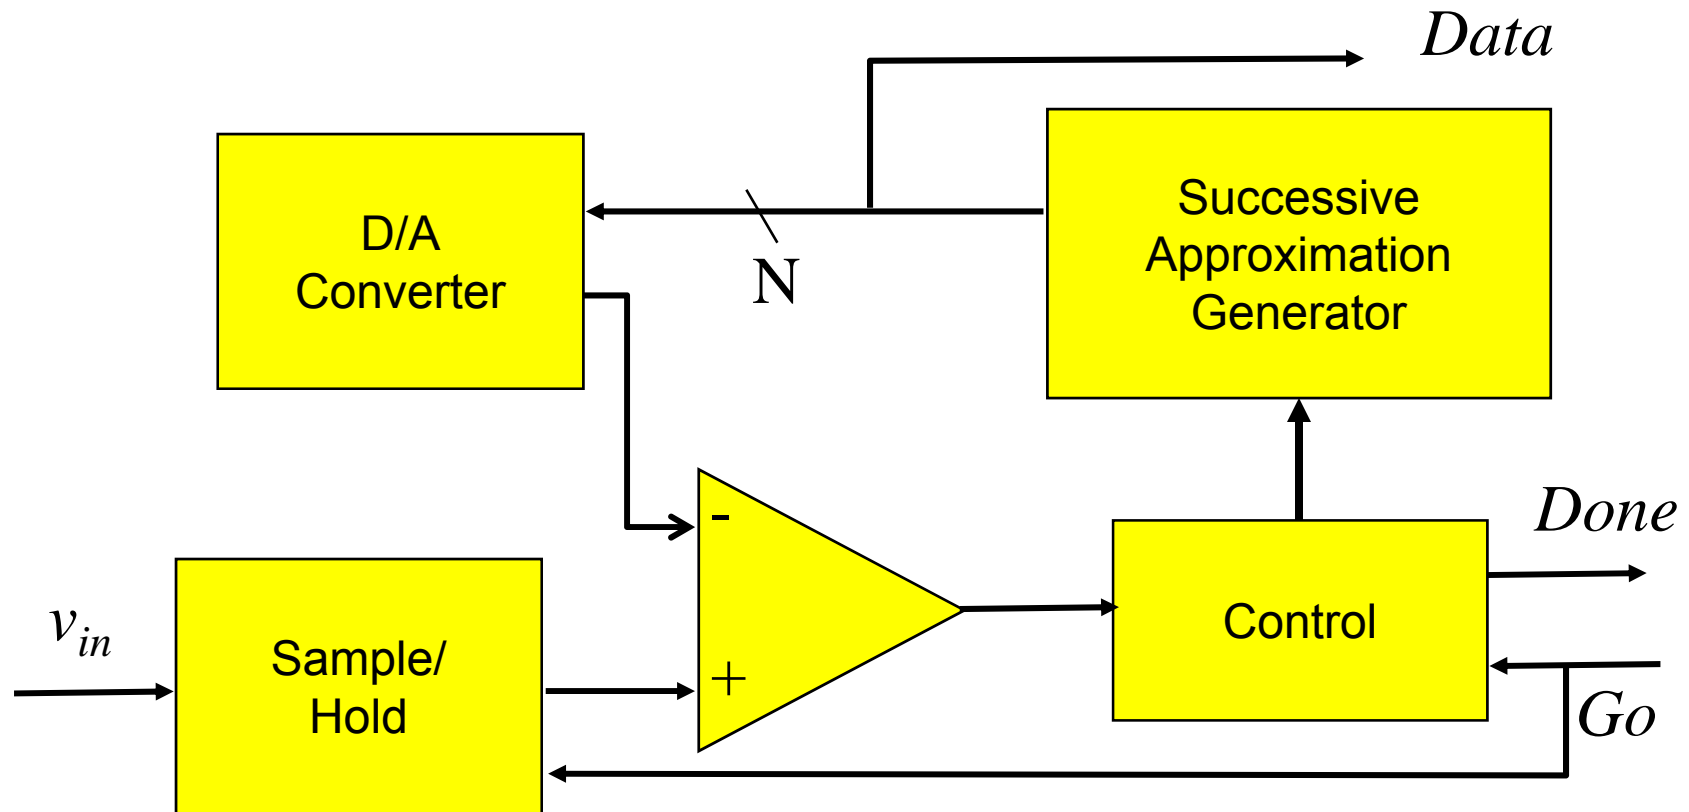 Data
D/A
Converter
N
Successive
Approximation
Generator
-
+
v_in
Sample/
Hold
Control
Done
Go